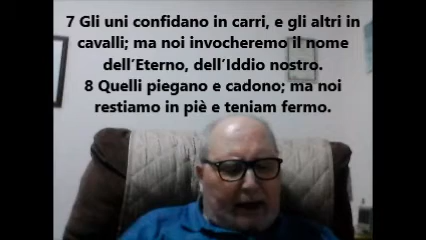 7 Gli uni confidano in carri, e gli altri in
cavalli; ma noi invocheremo il nome
dell´Eterno, dell´Iddio nostro.
8 Quelli piegano e cadono; ma noi
restiamo in piè e teniam fermo.